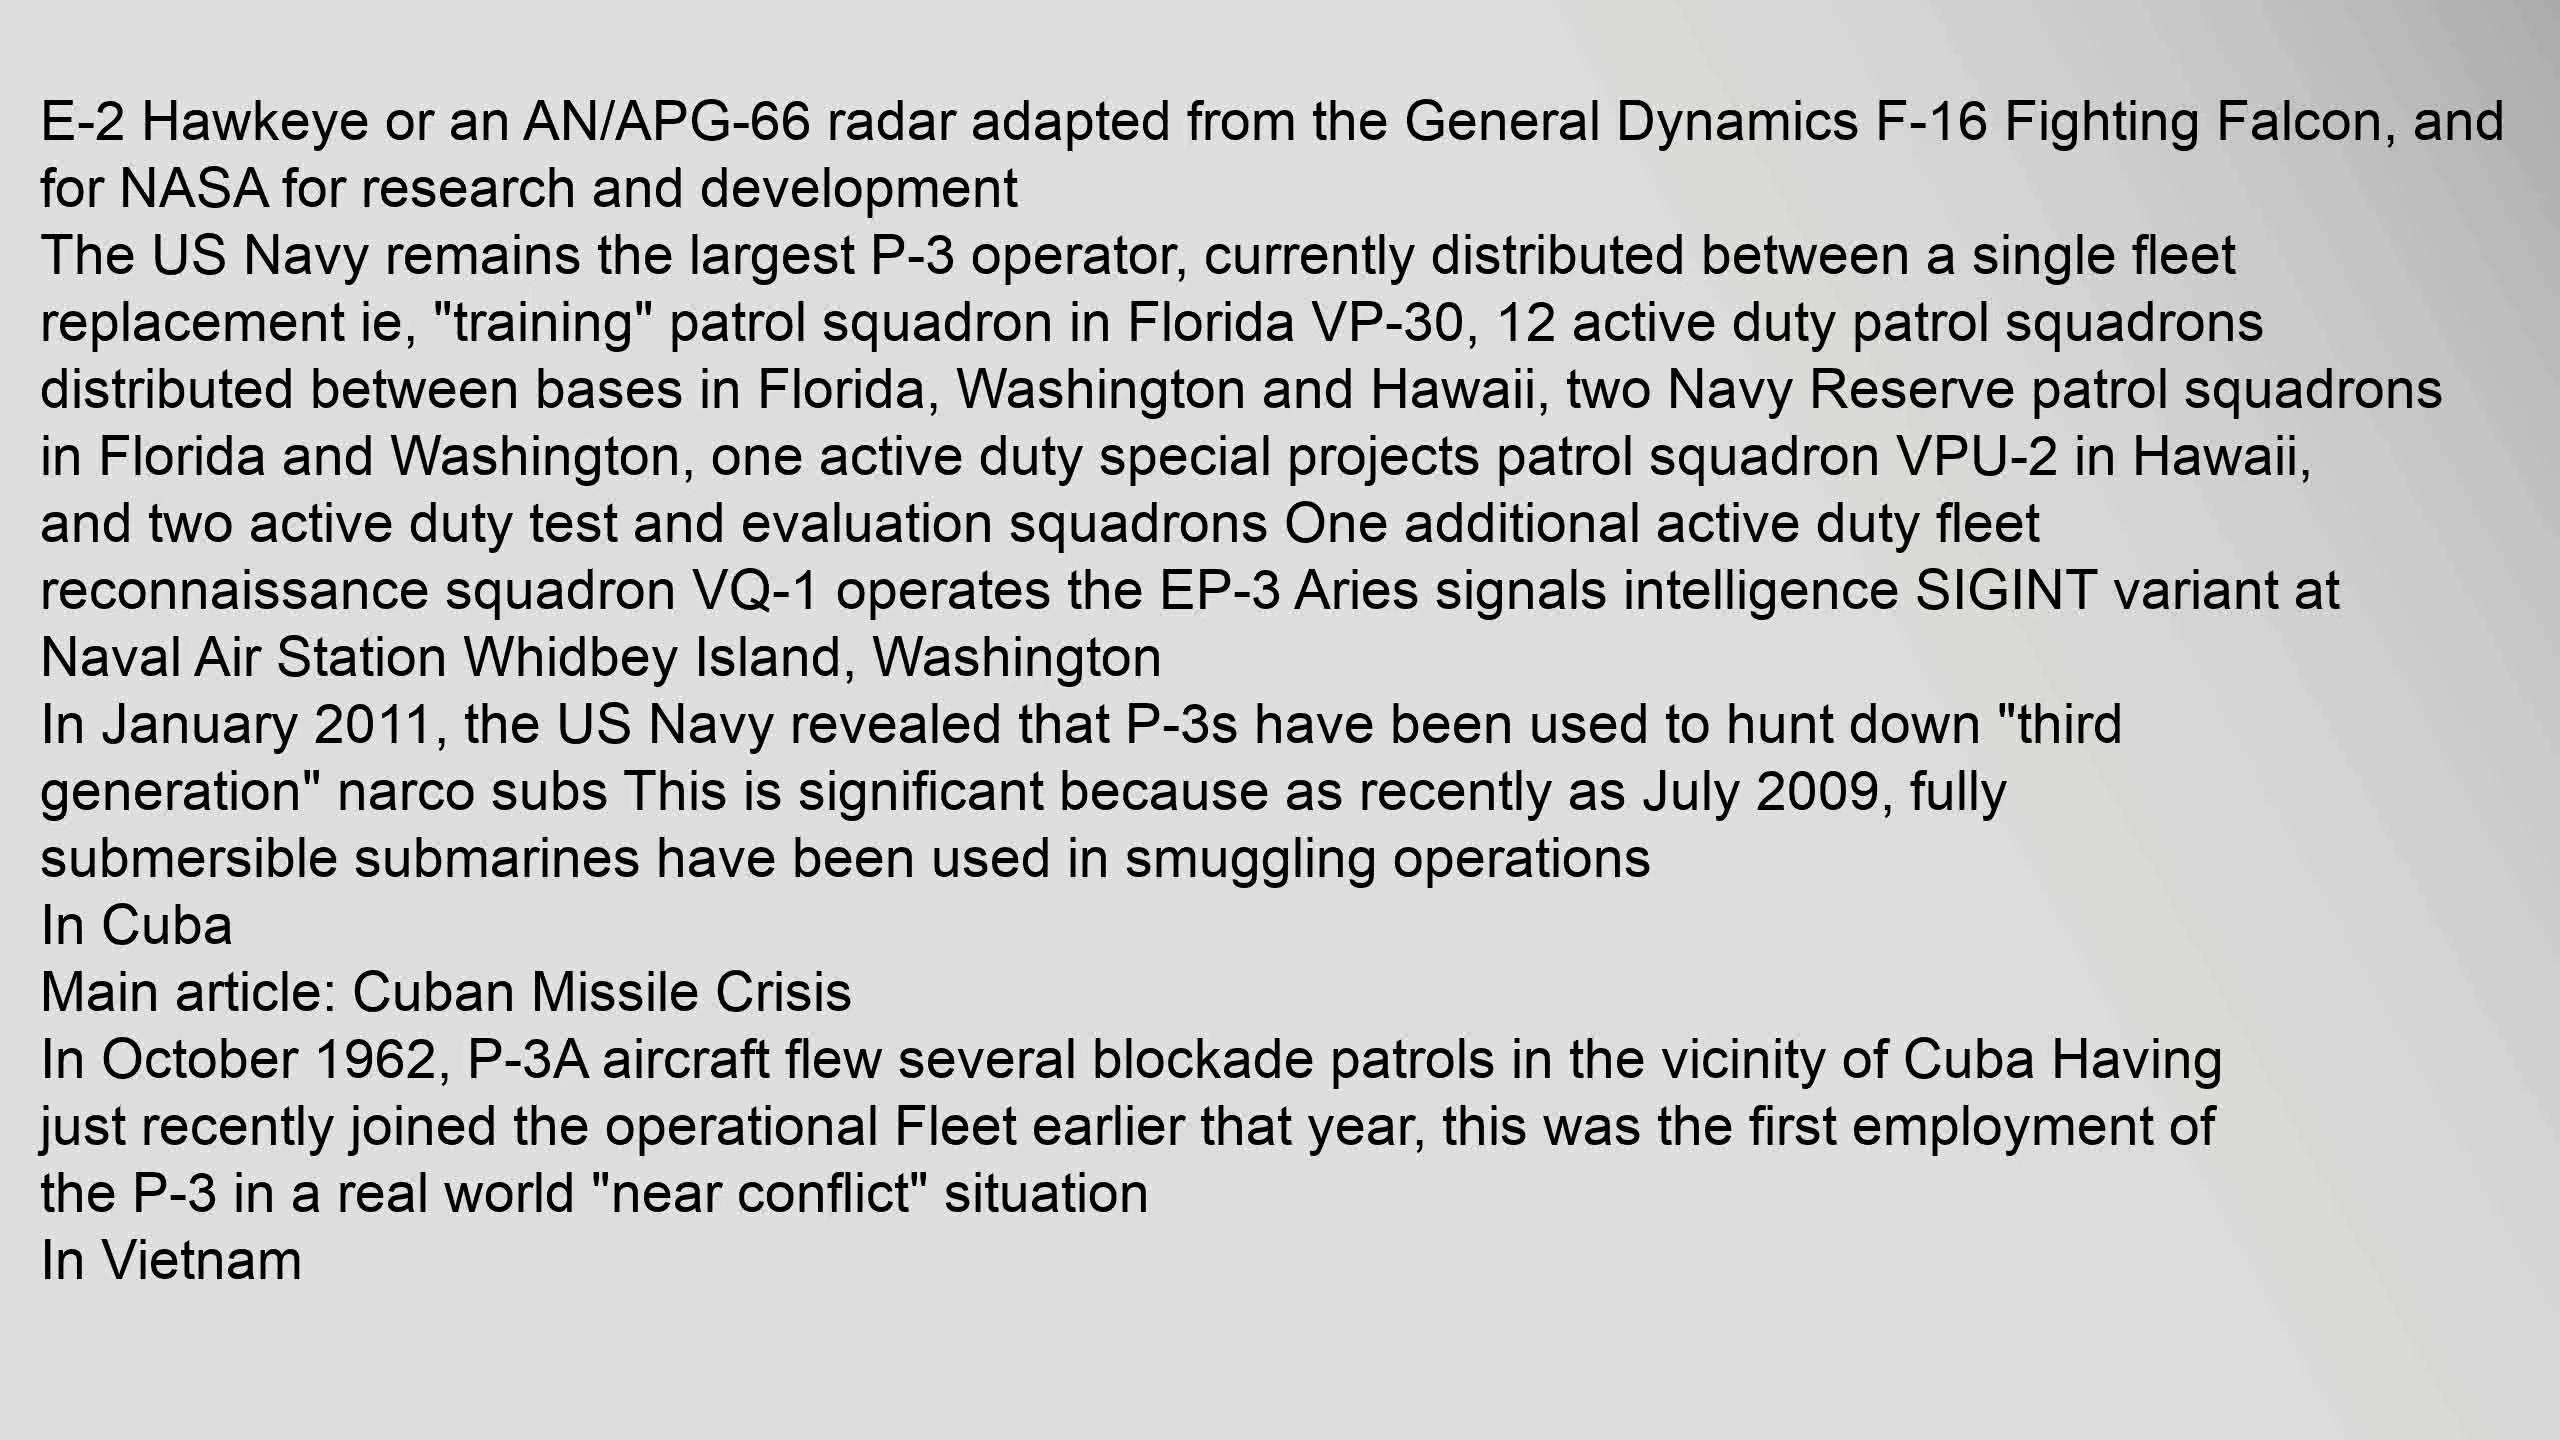 E-2 Hawkeye or an AN/APG-66 radar adapted from the General Dynamics F-16 Fighting Falcon, and
for NASA for research and development
The US Navy remains the largest P-3 operator, currently distributed between a single fleet
replacement ie, "training" patrol squadron in Florida VP-30, 12 active duty patrol squadrons
distributed between bases in Florida, Washington and Hawaii, two Navy Reserve patrol squadrons
in Florida and Washington, one active duty special projects patrol squadron VPU-2 in Hawaii,
and two active duty test and evaluation squadrons One additional active duty fleet
reconnaissance squadron VQ-1 operates the EP-3 Aries signals intelligence SIGINT variant at
Naval Air Station Whidbey Island, Washington
In January 2011, the US Navy revealed that P-3s have been used to hunt down "third
generation" narco subs This is significant because as recently as July 2009, fully
submersible submarines have been used in smuggling operations
In Cuba
Main article: Cuban Missile Crisis
In October 1962, P-3A aircraft flew several blockade patrols in the vicinity of Cuba Having
just recently joined the operational Fleet earlier that year, this was the first employment of
the P-3 in a real world "near conflict" situation
In Vietnam